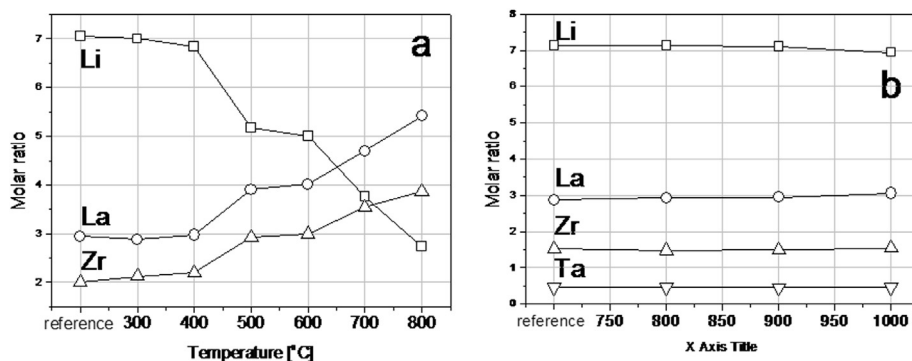 7
6
5
4
3
2
Molar ratio
Li
La
Zr
a
reference 300 400 500 600 700 800
Temperature [°C]
8
7
6
5
4
3
2
1
0
Molar ratio
Li
b
La
Zr
Ta
reference 750 800 850 900 950 1000
X Axis Title